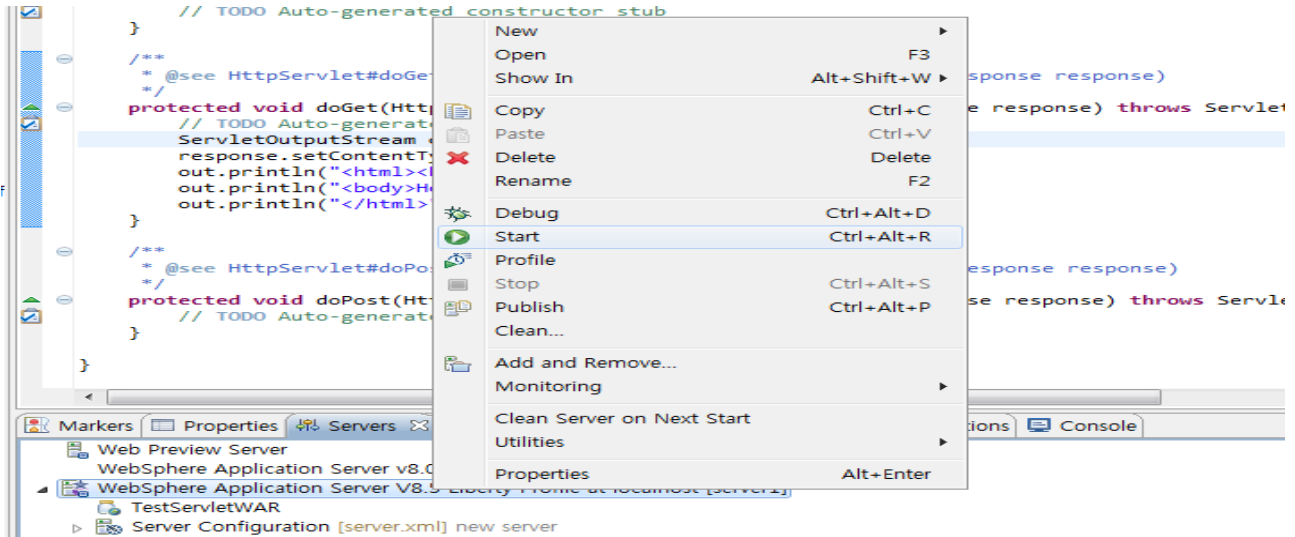 // TODO Auto-generated constructor stub
}
/**
* @see HttpServlet#doGe sponse response)
*/
protected void doGet(Htt e response) throws Servlet
// TODO Auto-generat
ServletOutputStream
response.setContentT
out.println("<html><
out.println("<body>H
out.println("</html>
}
/**
* @see HttpServlet#doPo esponse response)
*/
protected void doPost(Ht se response) throws Servle
// TODO Auto-generat
}
}
New
Open F3
Show In Alt+Shift+W
Copy Ctrl+C
Paste Ctrl+V
Delete Delete
Rename F2
Debug Ctrl+Alt+D
Start Ctrl+Alt+R
Profile
Stop Ctrl+Alt+S
Publish Ctrl+Alt+P
Clean...
Add and Remove...
Monitoring
Clean Server on Next Start
Utilities
Properties Alt+Enter
Markers Properties Servers ions Console
Web Preview Server
WebSphere Application Server v8.0
WebSphere Application Server V8.5 Liberty Profile at localhost [server1]
TestServletWAR
Server Configuration [server.xml] new server